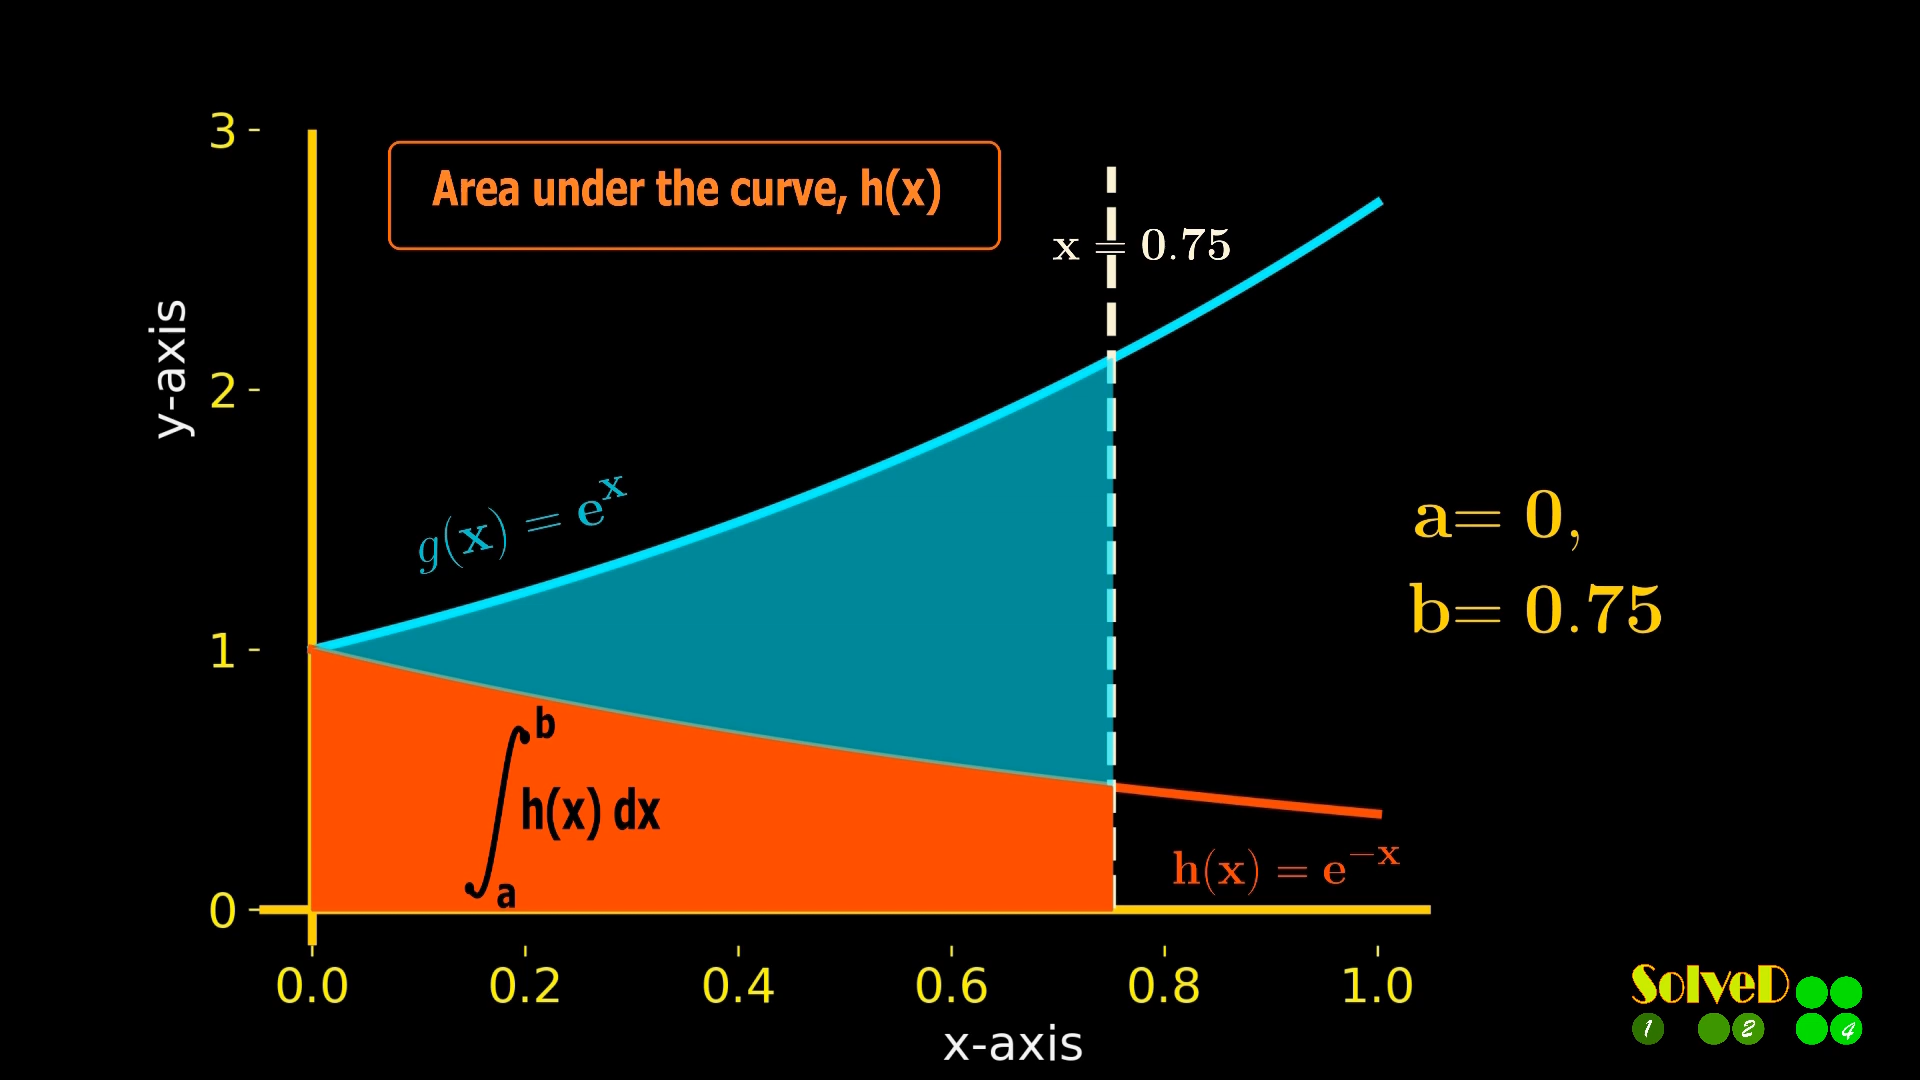 Area under the curve, h(x)
x = 0.75
3
2
1
0
y-axis
g(x) = e^x
a= 0,
b= 0.75
∫_a^b h(x) dx
h(x) = e^{-x}
0.0 0.2 0.4 0.6 0.8 1.0
x-axis
SolveD
1 2 4